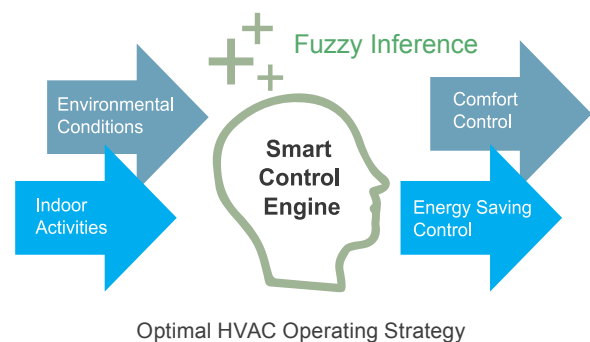 Fuzzy Inference
Environmental
Conditions
Indoor
Activities
Smart
Control
Engine
Comfort
Control
Energy Saving
Control
Optimal HVAC Operating Strategy